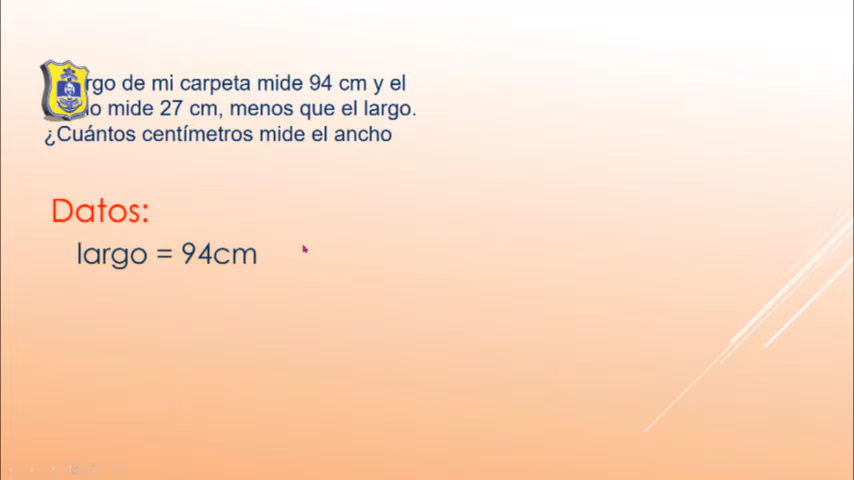 rgo de mi carpeta mide 94 cm y el
o mide 27 cm, menos que el largo.
¿Cuántos centímetros mide el ancho
Datos:
largo = 94cm